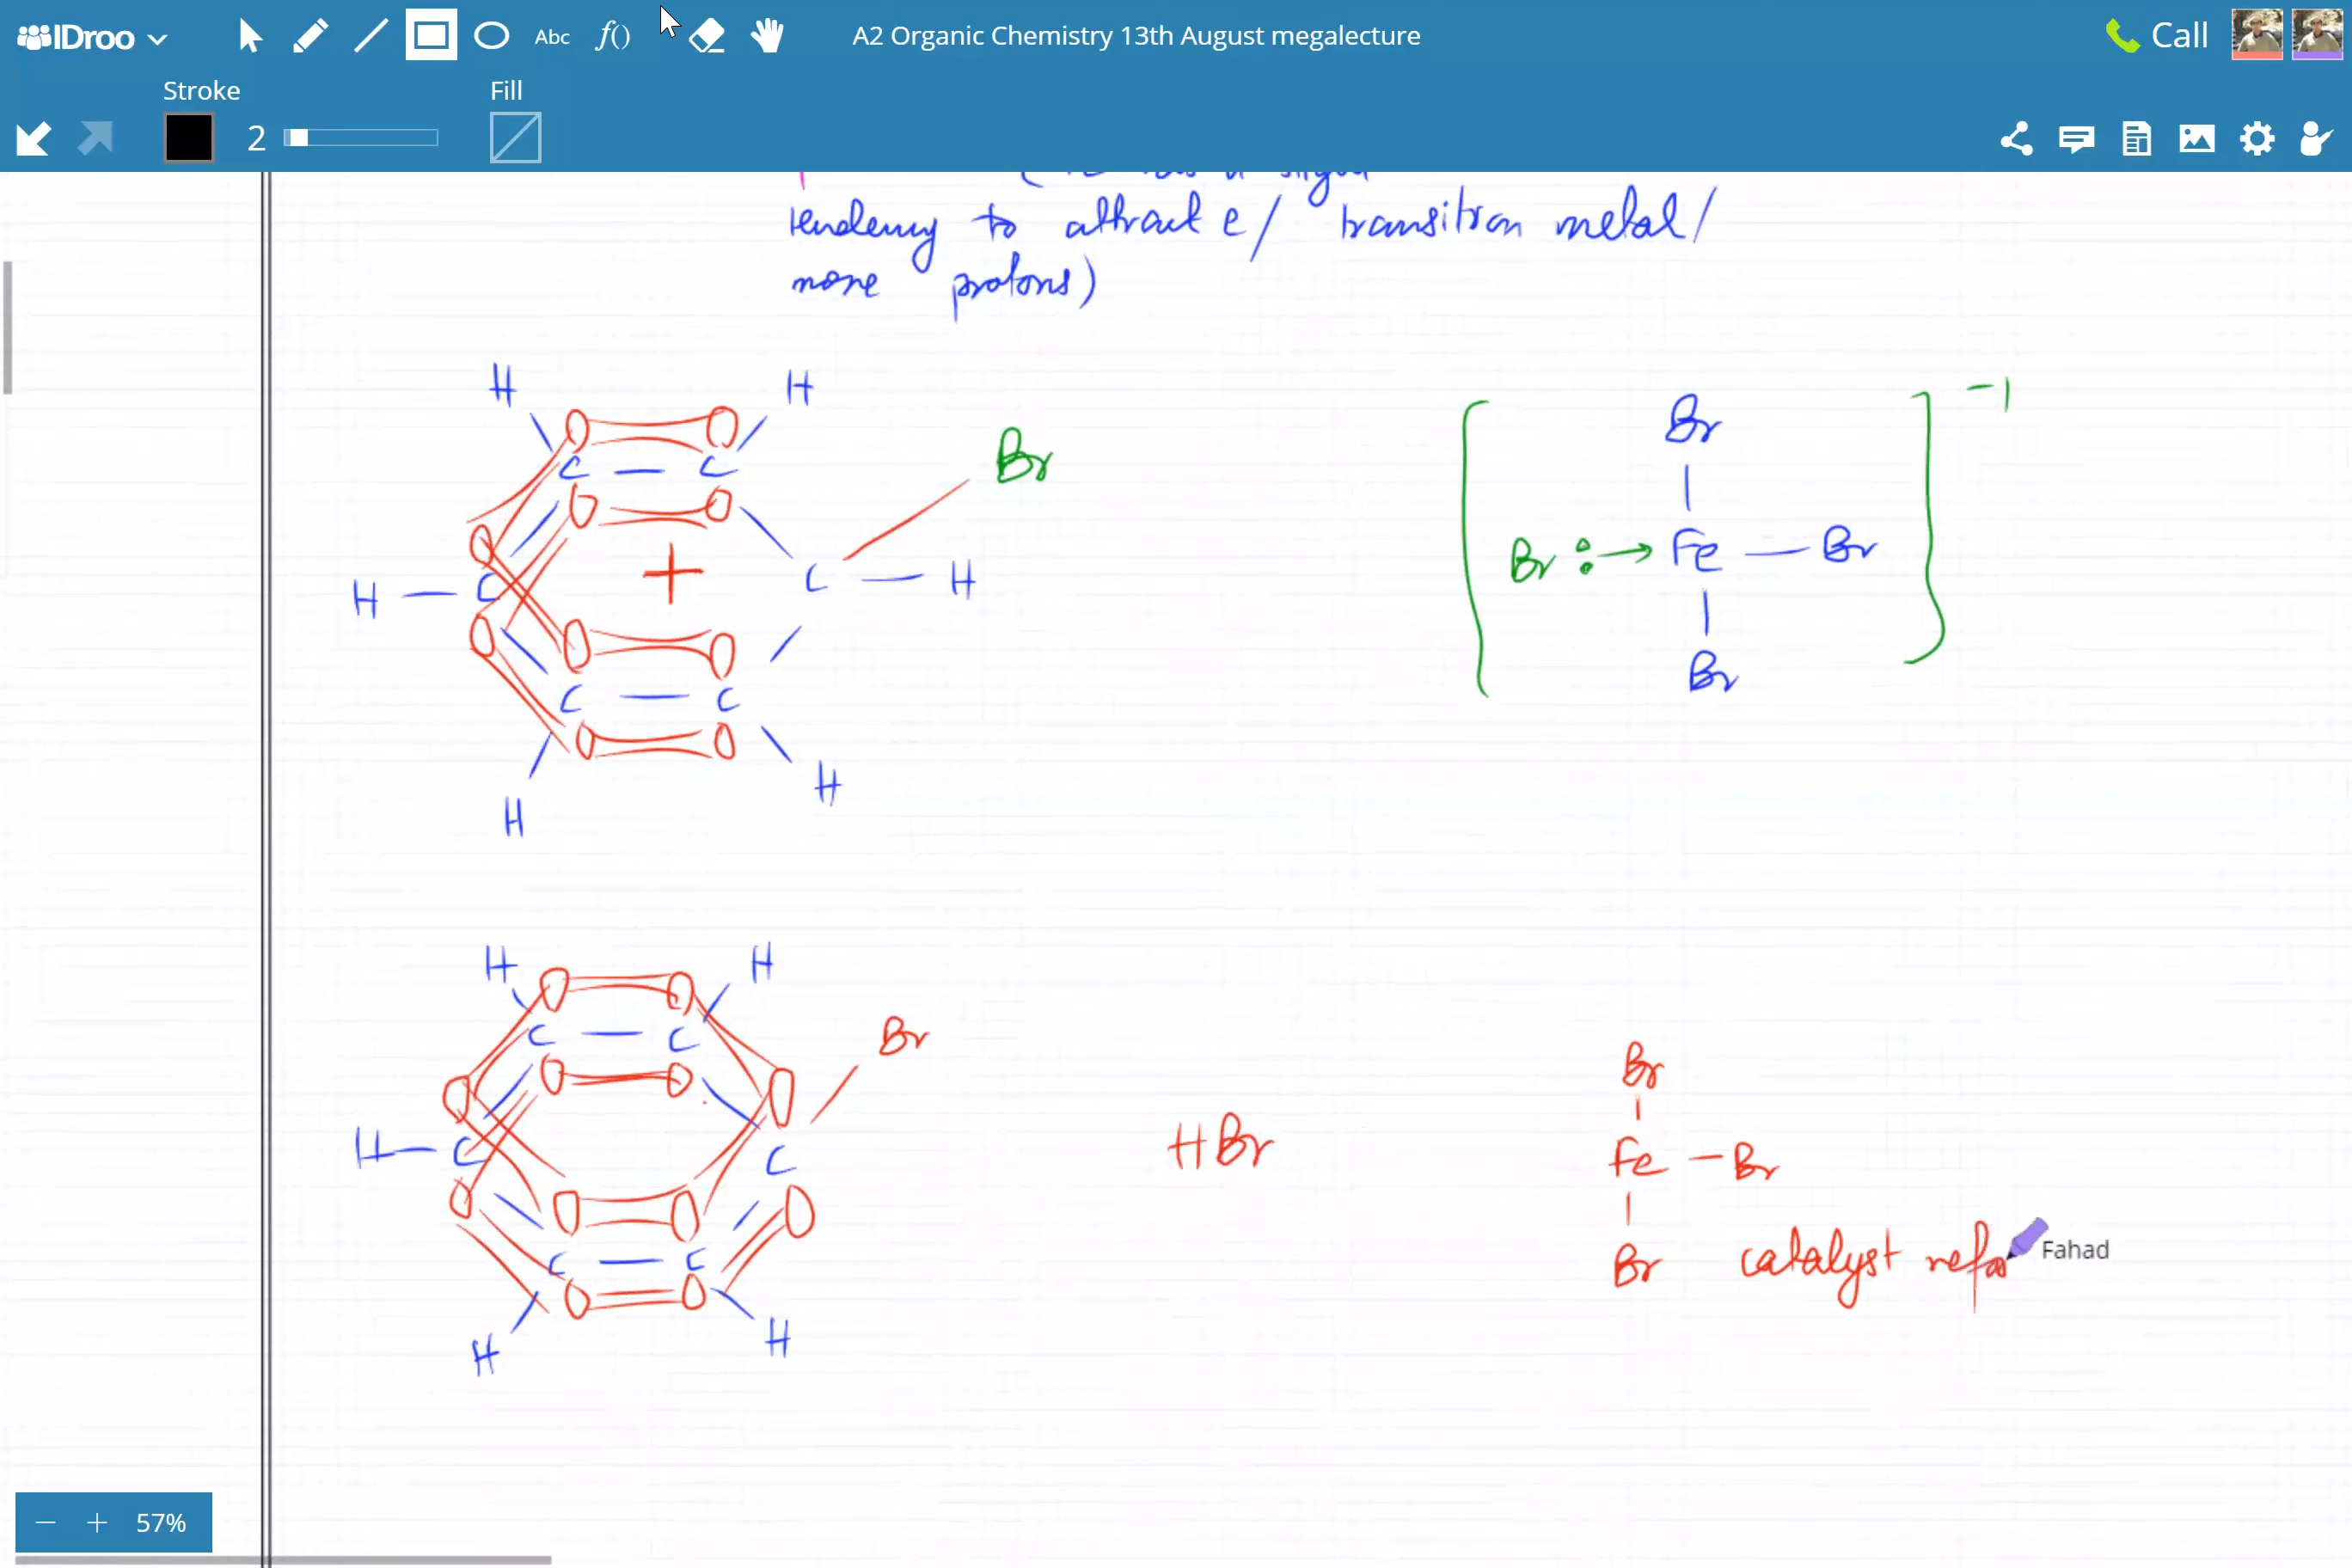 IDroo
Abc
f()
A2 Organic Chemistry 13th August megalecture
Call
Stroke
Fill
2
tendency to attract e/ transition metal/
more protons)
H
H
Br
C — C
H — C
C — H
C — C
H
H
-1
Br
Br : → Fe — Br
Br
H
H
Br
C — C
H — C
C
C — C
H
H
HBr
Br
Fe - Br
Br
catalyst
Fahad
57%